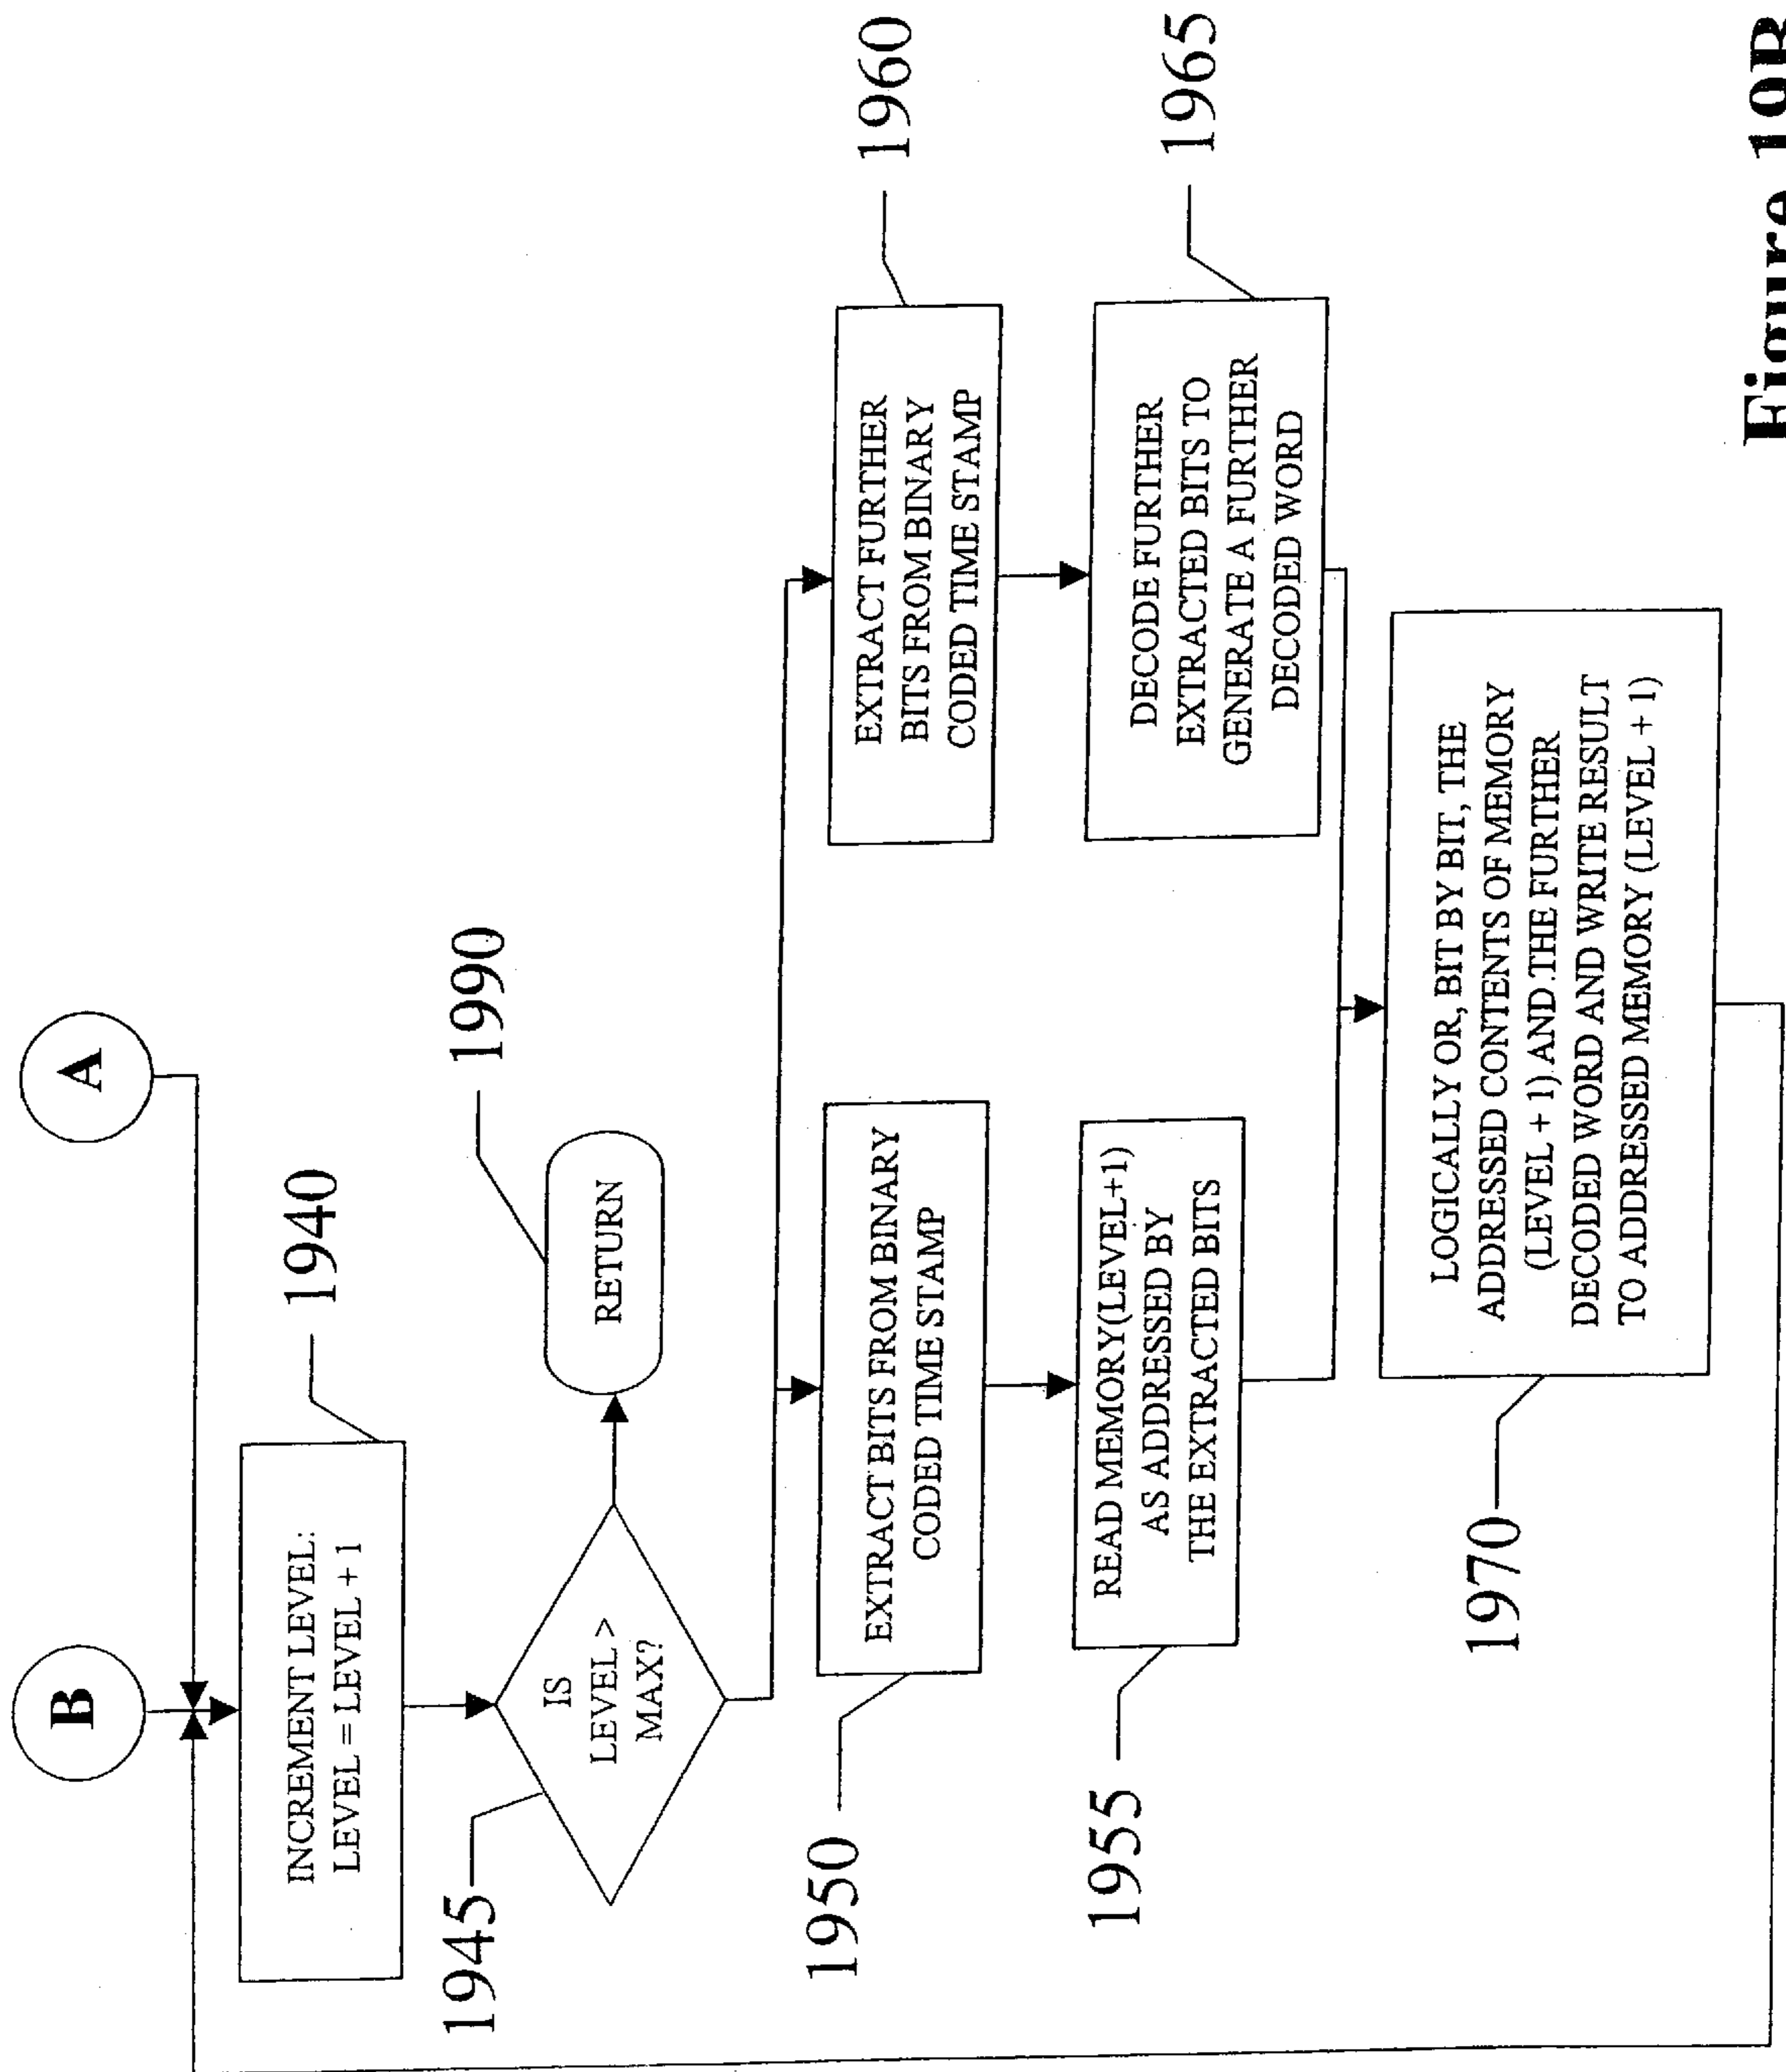 B
A
INCREMENT LEVEL:
LEVEL = LEVEL + 1
1940
1945
IS
LEVEL >
MAX?
RETURN
1990
1950
EXTRACT BITS FROM BINARY
CODED TIME STAMP
EXTRACT FURTHER
BITS FROM BINARY
CODED TIME STAMP
1960
1955
READ MEMORY(LEVEL+1)
AS ADDRESSED BY
THE EXTRACTED BITS
DECODE FURTHER
EXTRACTED BITS TO
GENERATE A FURTHER
DECODED WORD
1965
1970
LOGICALLY OR, BIT BY BIT, THE
ADDRESSED CONTENTS OF MEMORY
(LEVEL + 1) AND THE FURTHER
DECODED WORD AND WRITE RESULT
TO ADDRESSED MEMORY (LEVEL + 1)
Figure 19B